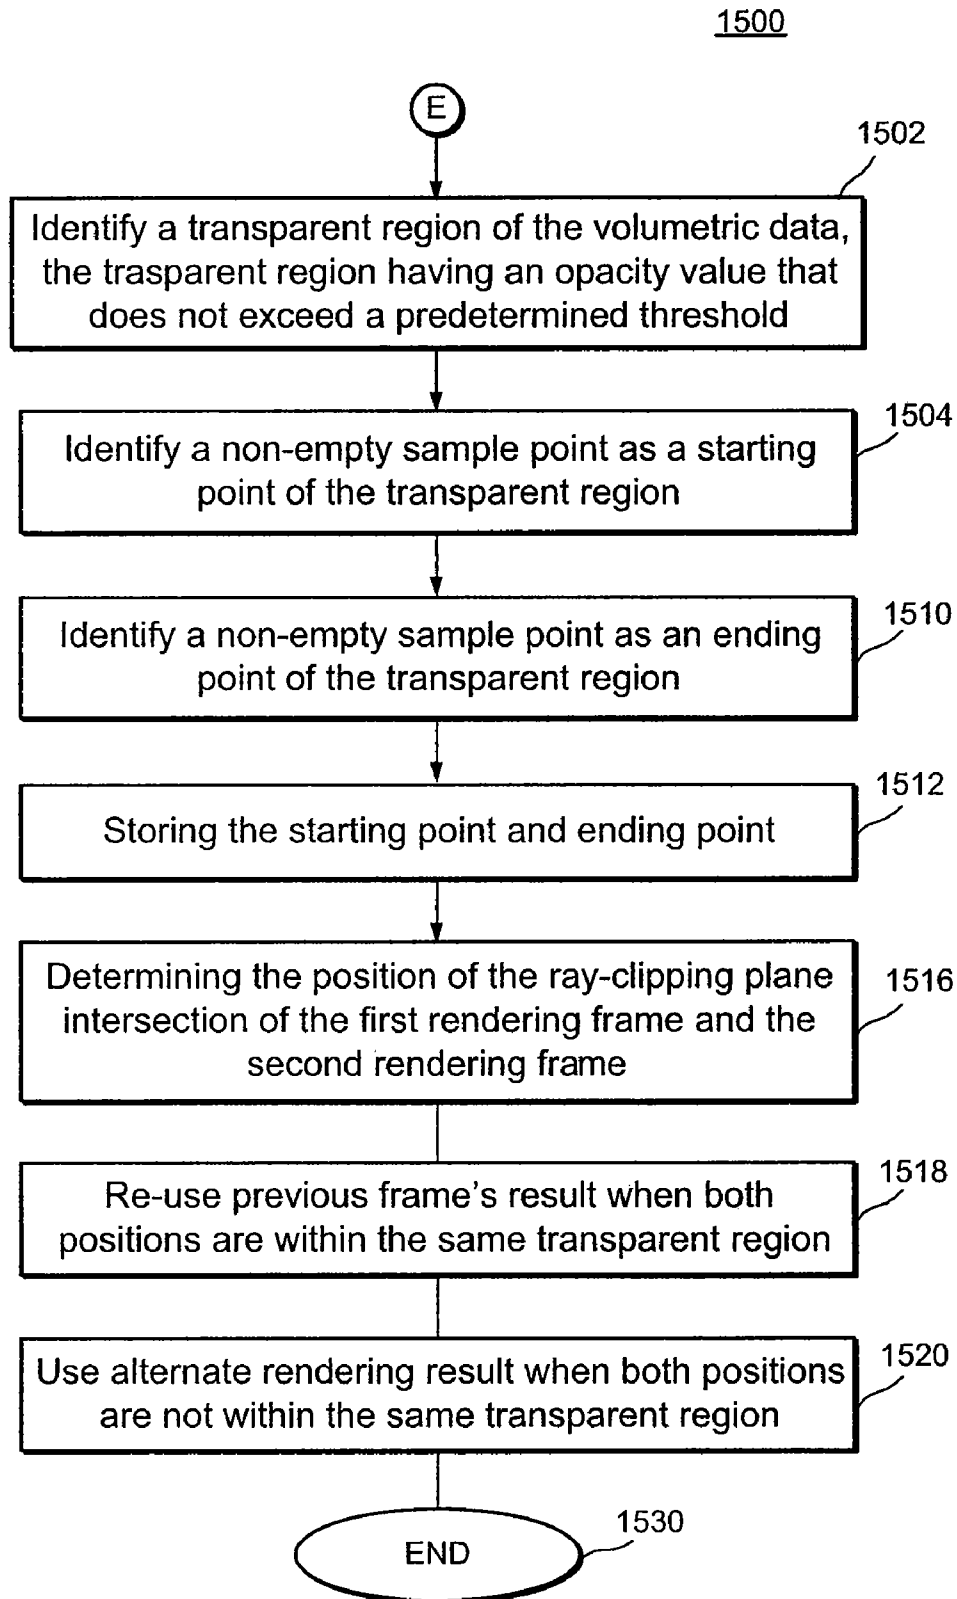 1500
E
1502
Identify a transparent region of the volumetric data,
the trasparent region having an opacity value that
does not exceed a predetermined threshold
1504
Identify a non-empty sample point as a starting
point of the transparent region
1510
Identify a non-empty sample point as an ending
point of the transparent region
1512
Storing the starting point and ending point
1516
Determining the position of the ray-clipping plane
intersection of the first rendering frame and the
second rendering frame
1518
Re-use previous frame's result when both
positions are within the same transparent region
1520
Use alternate rendering result when both positions
are not within the same transparent region
1530
END